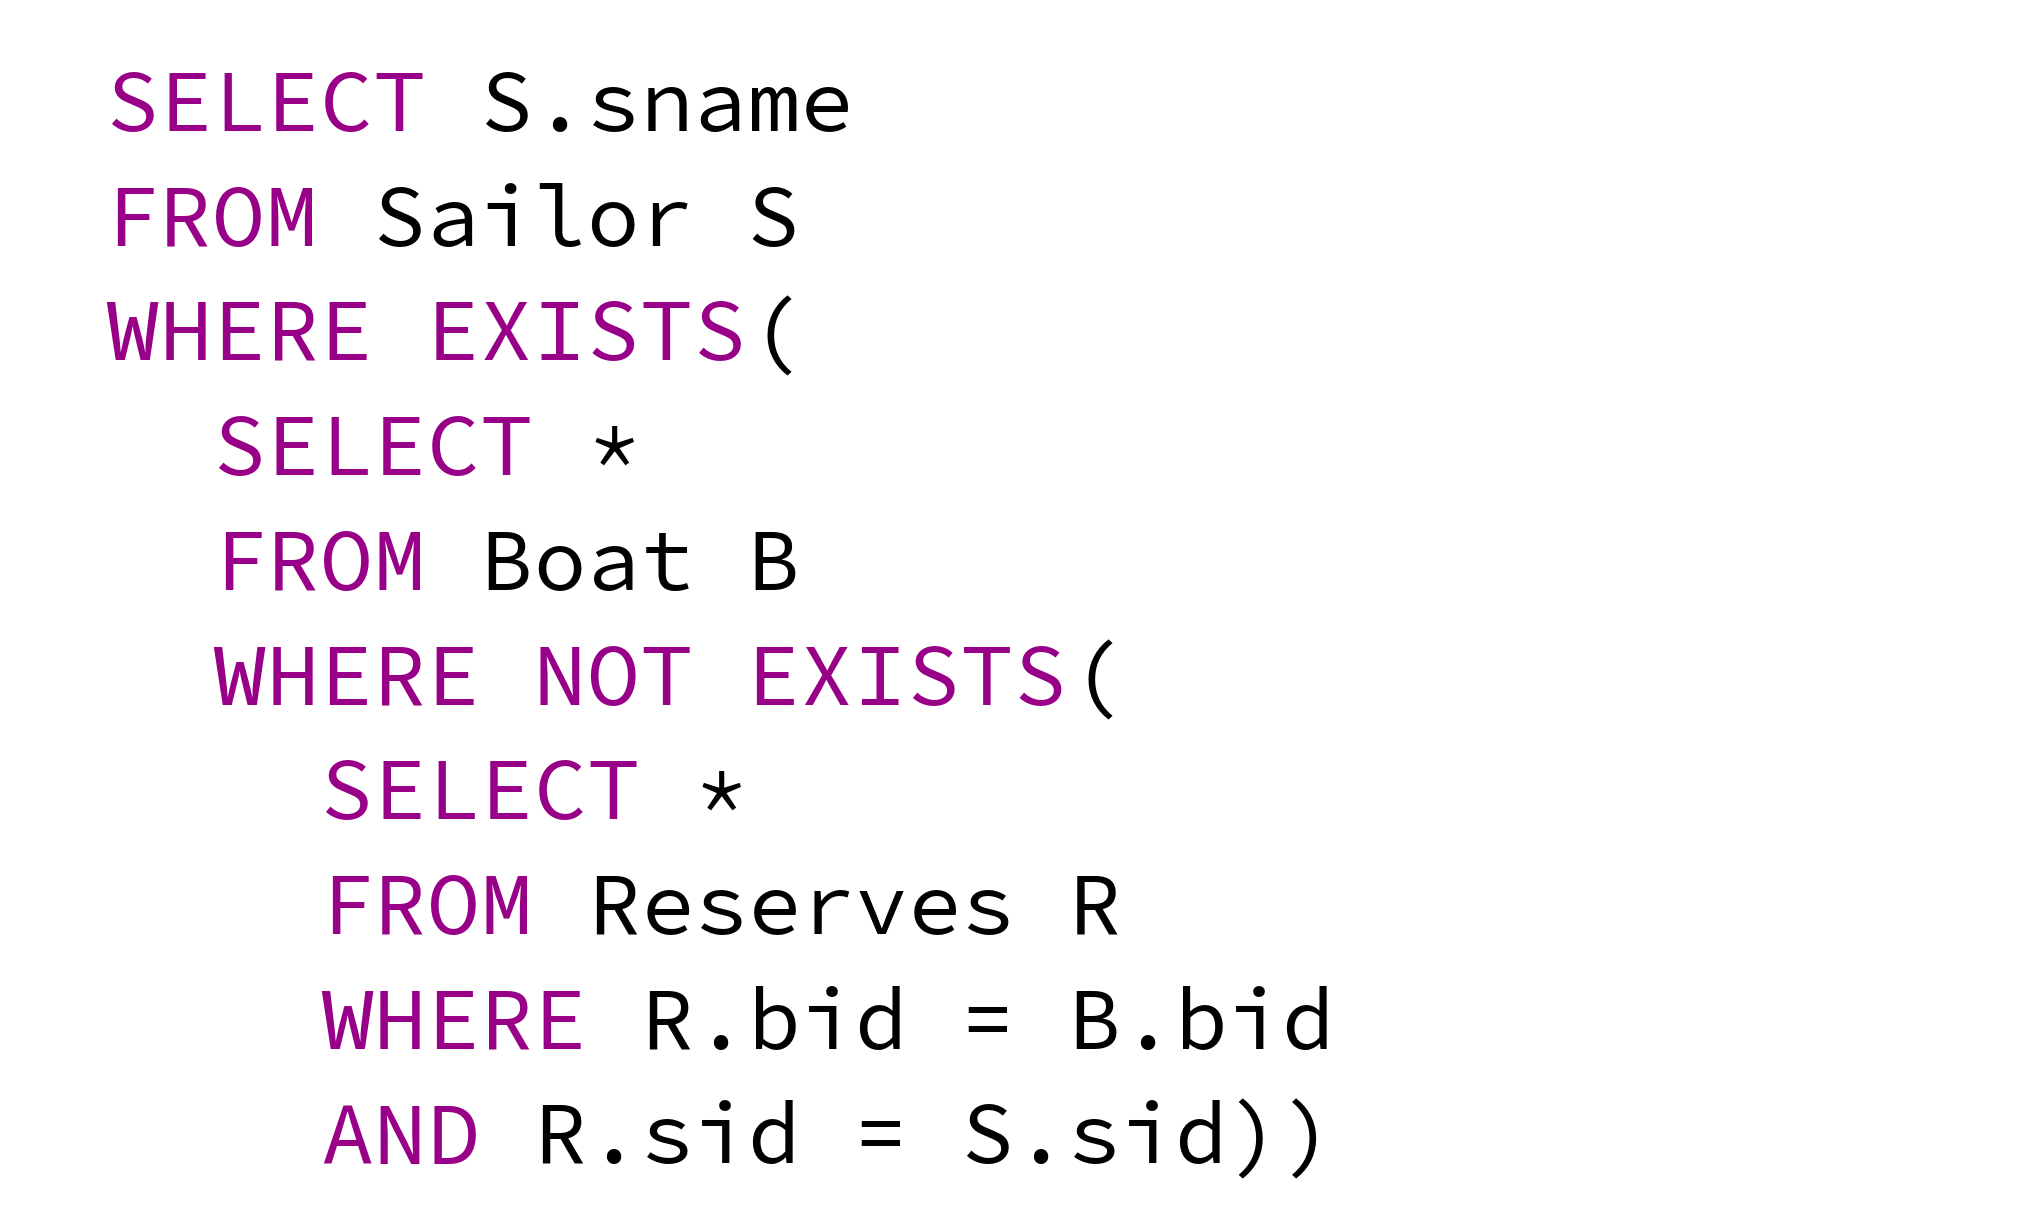 SELECT S.sname
FROM Sailor S
WHERE EXISTS(
  SELECT *
  FROM Boat B
  WHERE NOT EXISTS(
    SELECT *
    FROM Reserves R
    WHERE R.bid = B.bid
    AND R.sid = S.sid))